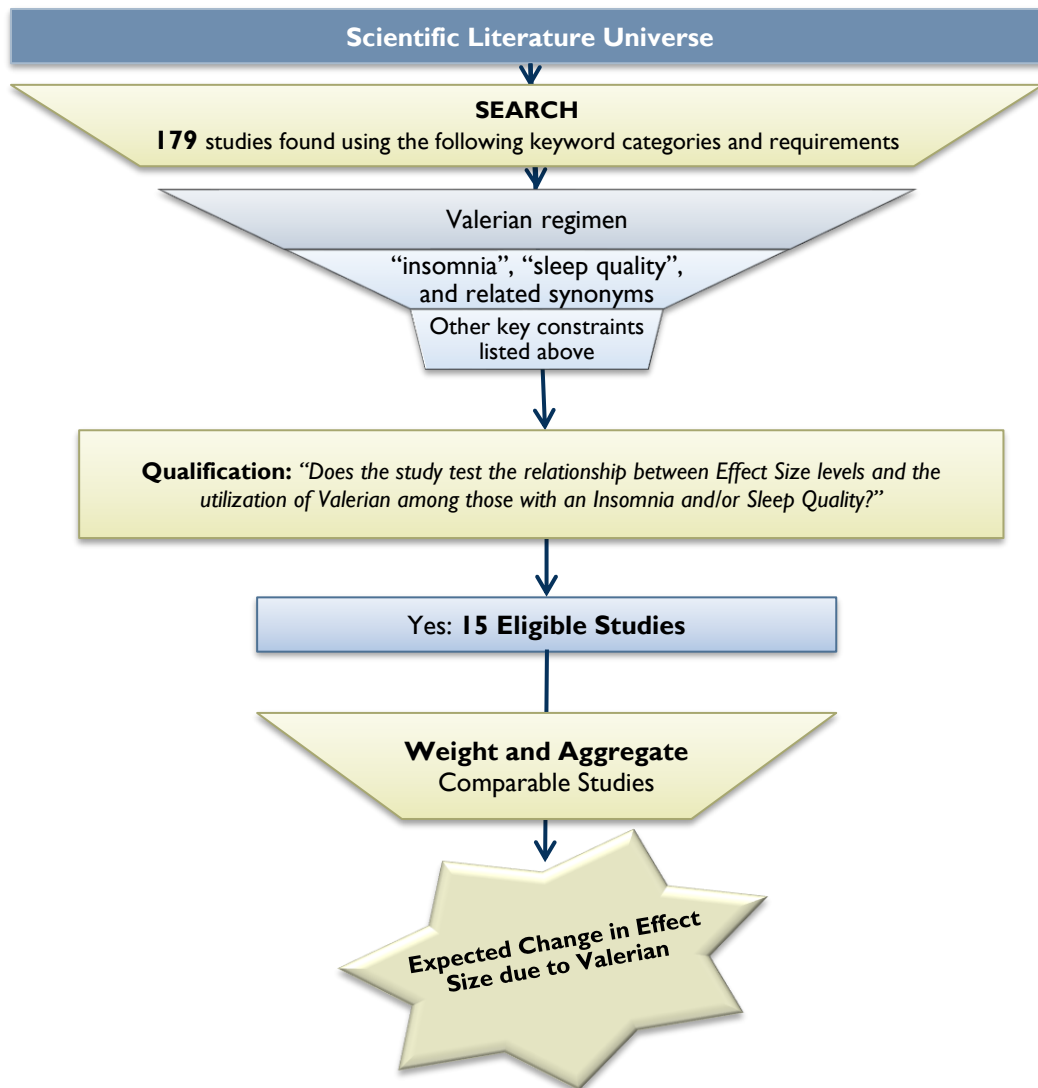 Scientific Literature Universe
SEARCH
179 studies found using the following keyword categories and requirements
Valerian regimen
“insomnia”, “sleep quality”,
and related synonyms
Other key constraints
listed above
Qualification: “Does the study test the relationship between Effect Size levels and the
utilization of Valerian among those with an Insomnia and/or Sleep Quality?”
Yes: 15 Eligible Studies
Weight and Aggregate
Comparable Studies
Expected Change in Effect
Size due to Valerian